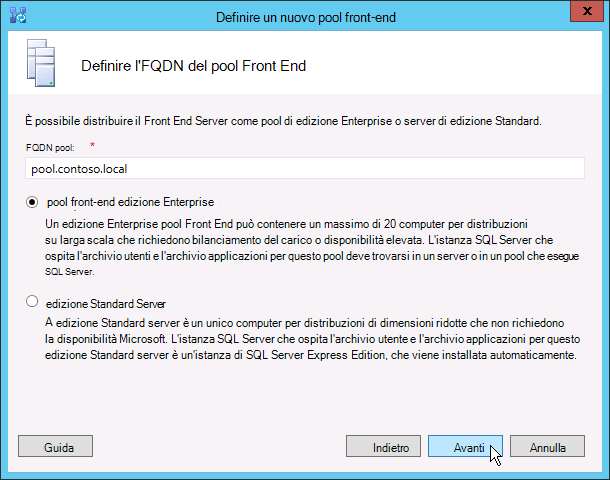 Definire un nuovo pool front-end
x
Definire l'FQDN del pool Front End
È possibile distribuire il Front End Server come pool di edizione Enterprise o server di edizione Standard.
FQDN pool: *
pool.contoso.local
pool front-end edizione Enterprise
Un edizione Enterprise pool Front End può contenere un massimo di 20 computer per distribuzioni
su larga scala che richiedono bilanciamento del carico o disponibilità elevata. L'istanza SQL Server che
ospita l'archivio utenti e l'archivio applicazioni per questo pool deve trovarsi in un server o in un pool che esegue
SQL Server.
edizione Standard Server
A edizione Standard server è un unico computer per distribuzioni di dimensioni ridotte che non richiedono
la disponibilità Microsoft. L'istanza SQL Server che ospita l'archivio utente e l'archivio applicazioni per questo
edizione Standard server è un'istanza di SQL Server Express Edition, che viene installata automaticamente.
Guida
Indietro
Avanti
Annulla